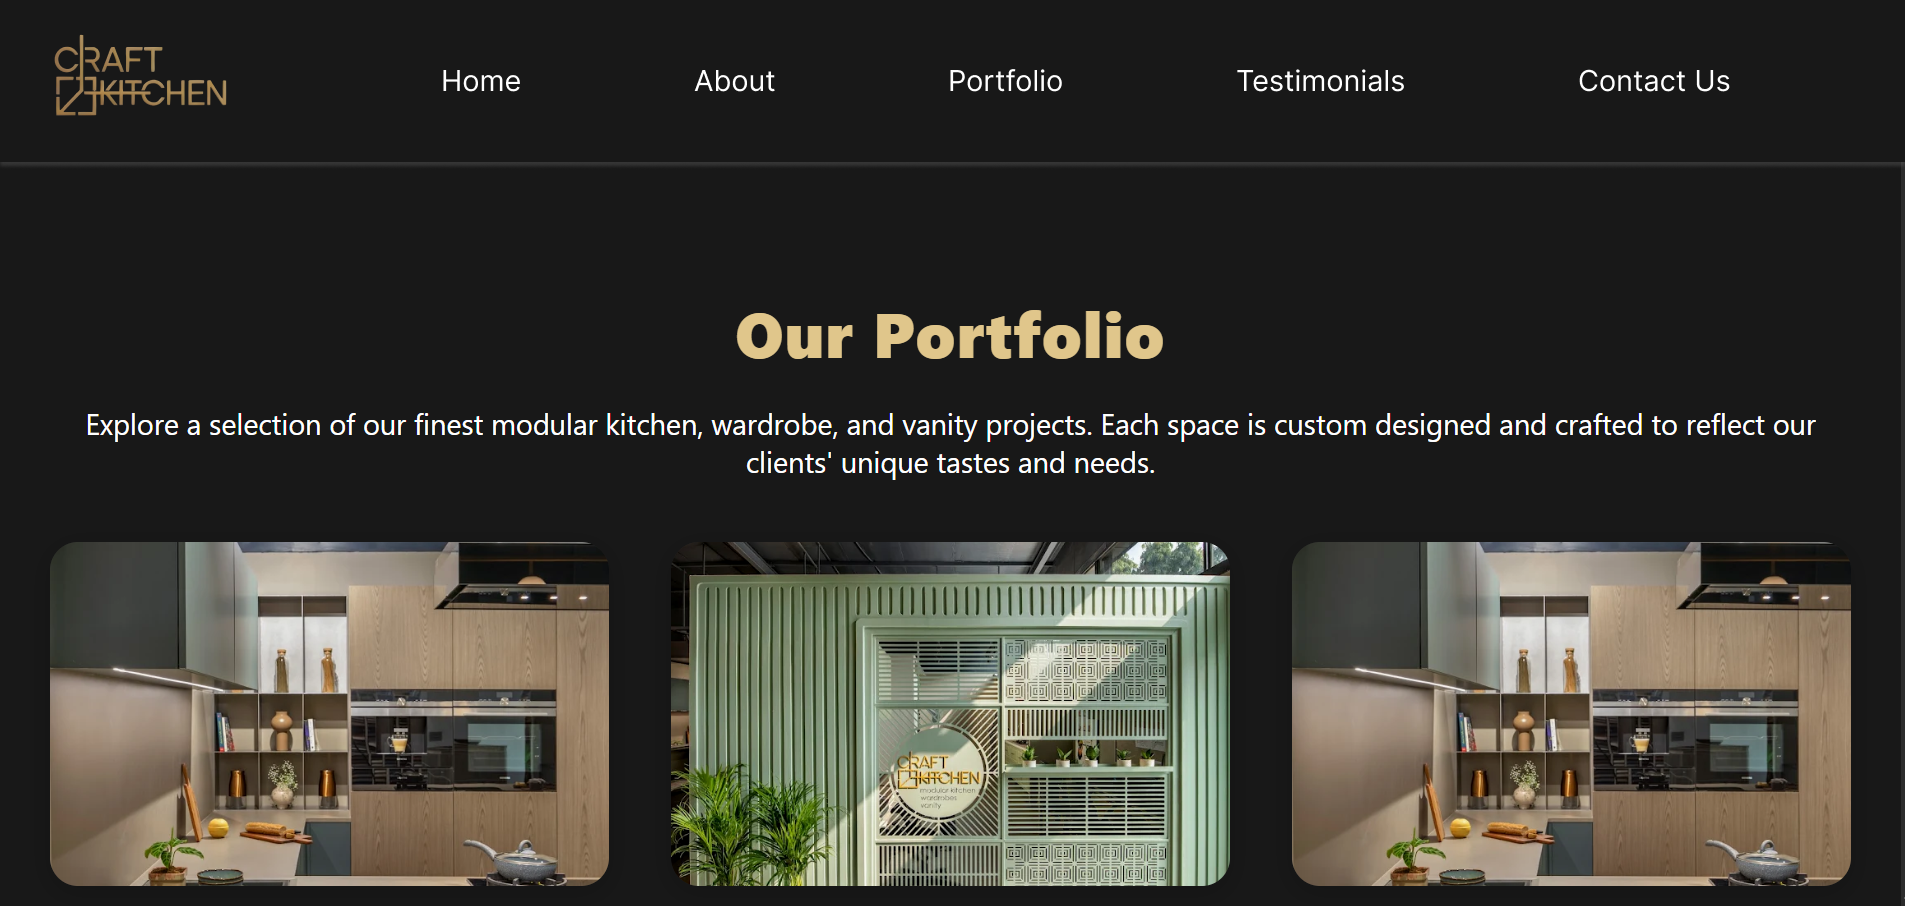 CRAFT
KITCHEN
Home
About
Portfolio
Testimonials
Contact Us
Our Portfolio
Explore a selection of our finest modular kitchen, wardrobe, and vanity projects. Each space is custom designed and crafted to reflect our
clients' unique tastes and needs.
CRAFT
KITCHEN
modular kitchen
wardrobes
vanity